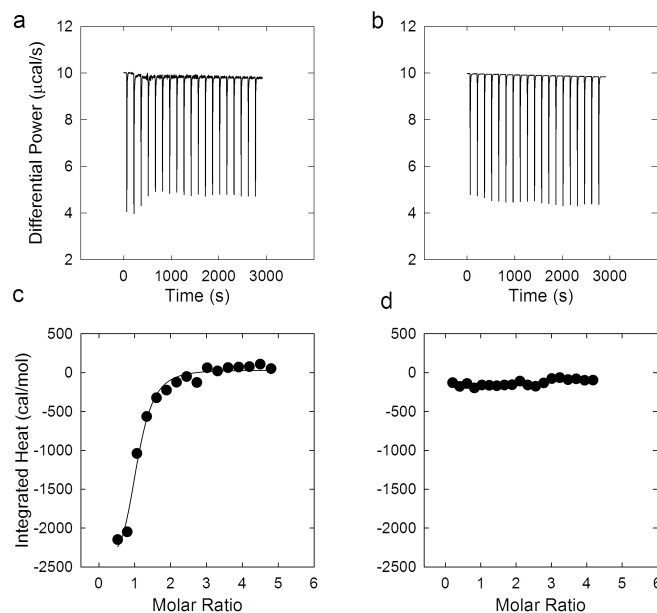 a
b
12
10
8
6
4
2
0 1000 2000 3000
Time (s)
Differential Power (μcal/s)
12
10
8
6
4
2
0 1000 2000 3000
Time (s)
c
d
500
0
-500
-1000
-1500
-2000
-2500
0 1 2 3 4 5 6
Molar Ratio
Integrated Heat (cal/mol)
500
0
-500
-1000
-1500
-2000
-2500
0 1 2 3 4 5 6
Molar Ratio